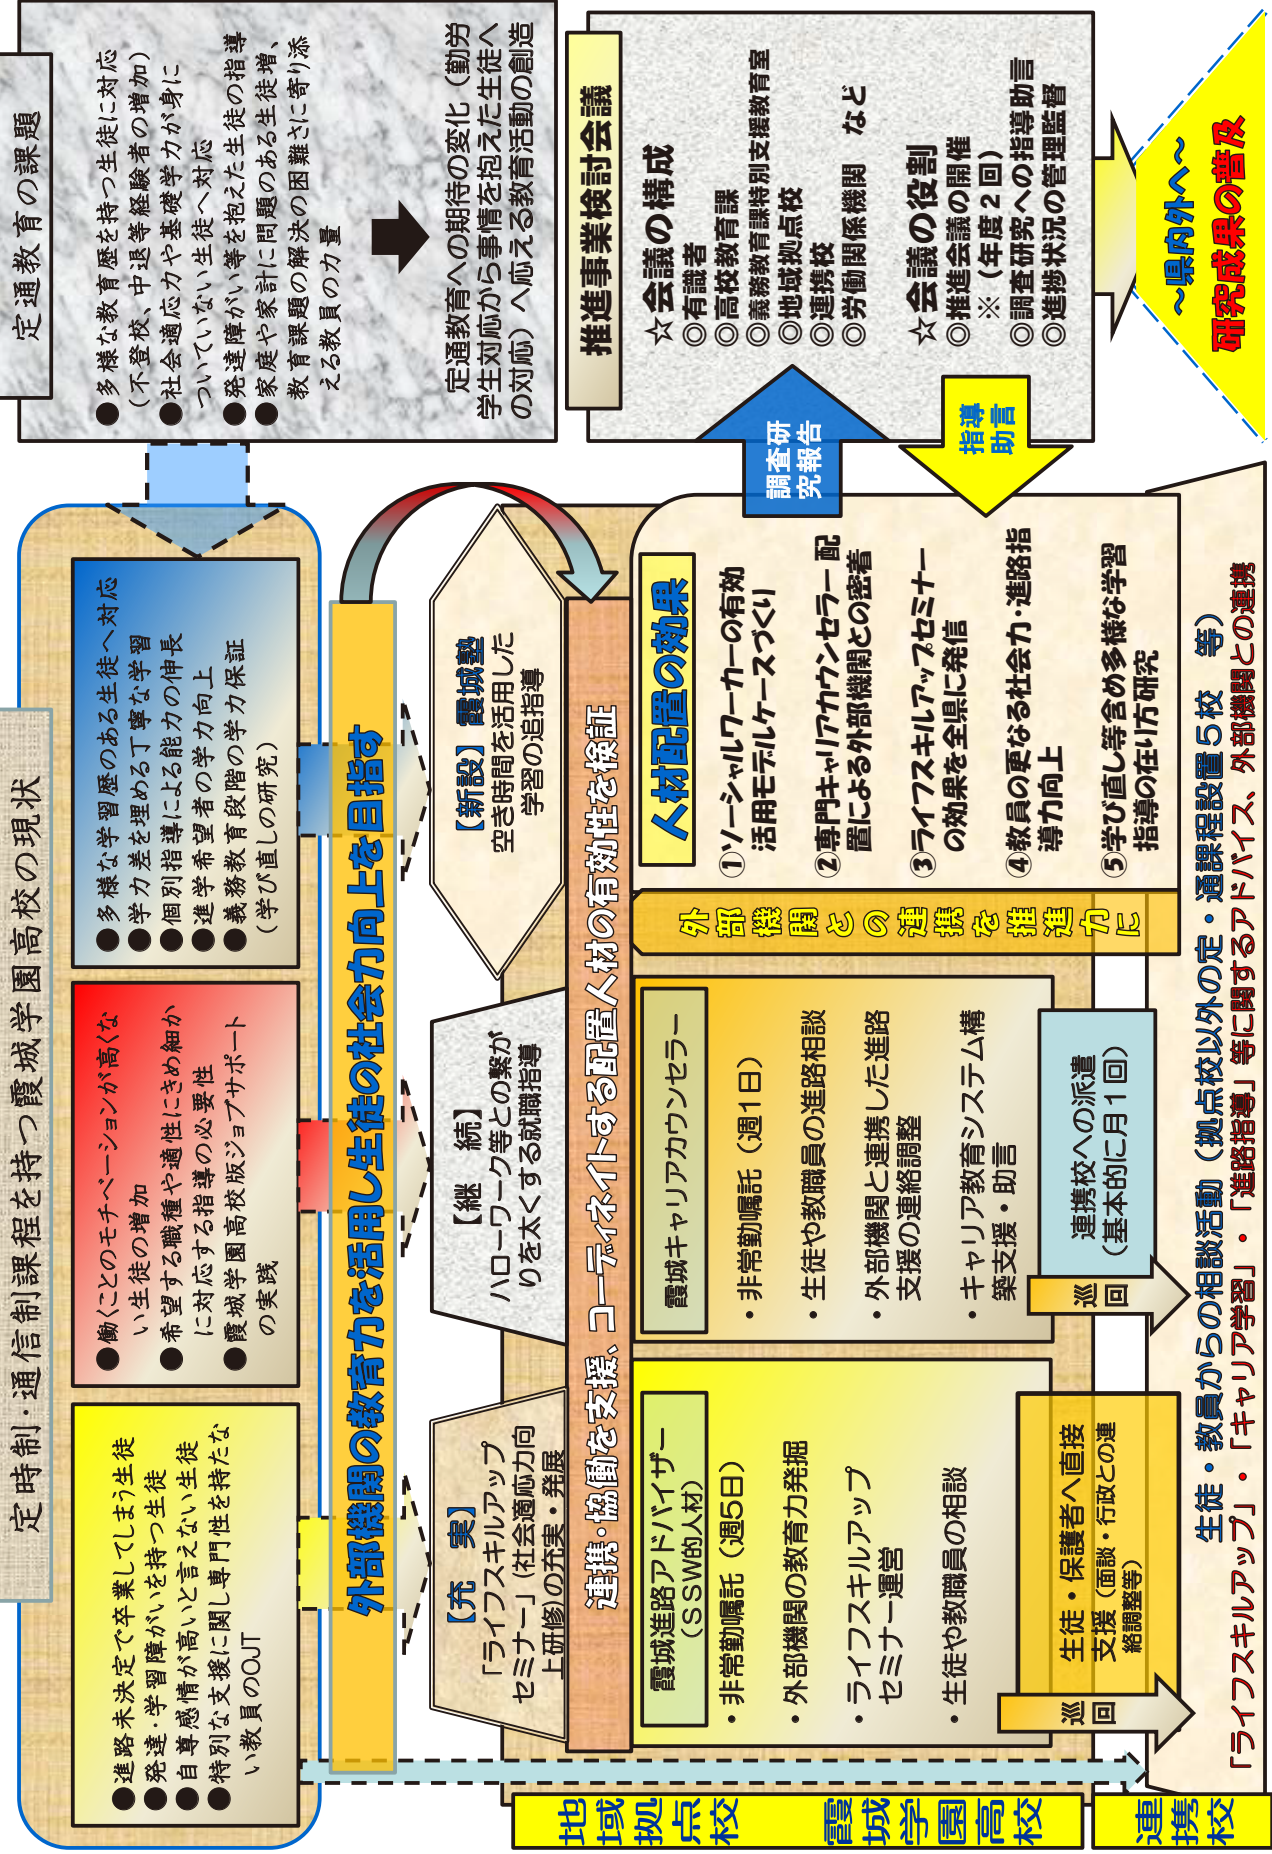 定時制・通信制課程を持つ霞城学園高校の現状
●進路未決定で卒業してしまう生徒
●発達・学習障がいを持つ生徒
●自尊感情が高いと言えない生徒
●特別な支援に関し専門性を持たな
い教員のOJT
●働くことのモチベーションが高くな
い生徒の増加
●希望する職種や適性にきめ細か
に対応する指導の必要性
●霞城学園高校版ジョブサポート
の実践
●多様な学習歴のある生徒へ対応
●学力差を埋める丁寧な学習
●個別指導による能力の伸長
●進学希望者の学力向上
●義務教育段階の学力保証
（学び直しの研究）
定通教育の課題
●多様な教育歴を持つ生徒に対応
（不登校、中退等経験者の増加）
●社会適応力や基礎学力が身に
ついていない生徒へ対応
●発達障がい等を抱えた生徒の指導
●家庭や家計に問題のある生徒増、
教育課題の解決の困難さに寄り添
える教員の力量
定通教育への期待の変化（勤労
学生対応から事情を抱えた生徒へ
の対応）へ応える教育活動の創造
外部機関の教育力を活用し生徒の社会力向上を目指す
【充　実】
「ライフスキルアップ
セミナー」（社会適応力向
上研修)の充実・発展
【継　続】
ハローワーク等との繋が
りを太くする就職指導
【新設】霞城塾
空き時間を活用した
学習の追指導
連携・協働を支援、コーディネイトする配置人材の有効性を検証
霞城進路アドバイザー
（ＳＳＷ的人材）
・非常勤嘱託（週５日）
・外部機関の教育力発掘
・ライフスキルアップ
セミナー運営
・生徒や教職員の相談
霞城キャリアカウンセラー
・非常勤嘱託（週１日）
・生徒や教職員の進路相談
・外部機関と連携した進路
支援の連絡調整
・キャリア教育システム構
築支援・助言
外部機関との連携を推進力に
人材配置の効果
①ソーシャルワーカーの有効
活用モデルケースづくり
②専門キャリアカウンセラー配
置による外部機関との密着
③ライフスキルアップセミナー
の効果を全県に発信
④教員の更なる社会力・進路指
導力向上
⑤学び直し等含め多様な学習
指導の在り方研究
推進事業検討会議
☆会議の構成
◎有識者
◎高校教育課
◎義務教育課特別支援教育室
◎地域拠点校
◎連携校
◎労働関係機関　など
☆会議の役割
◎推進会議の開催
※（年度２回）
◎調査研究への指導助言
◎進捗状況の管理監督
調査研
究報告
指導
助言
～県内外へ～
研究成果の普及
巡
回
生徒・保護者へ直接
支援（面談・行政との連
絡調整等）
巡
回
連携校への派遣
（基本的に月１回）
地域拠点校　霞城学園高校
連携校
生徒・教員からの相談活動（拠点校以外の定・通課程設置５校　等）
「ライフスキルアップ」・「キャリア学習」・「進路指導」等に関するアドバイス、外部機関との連携